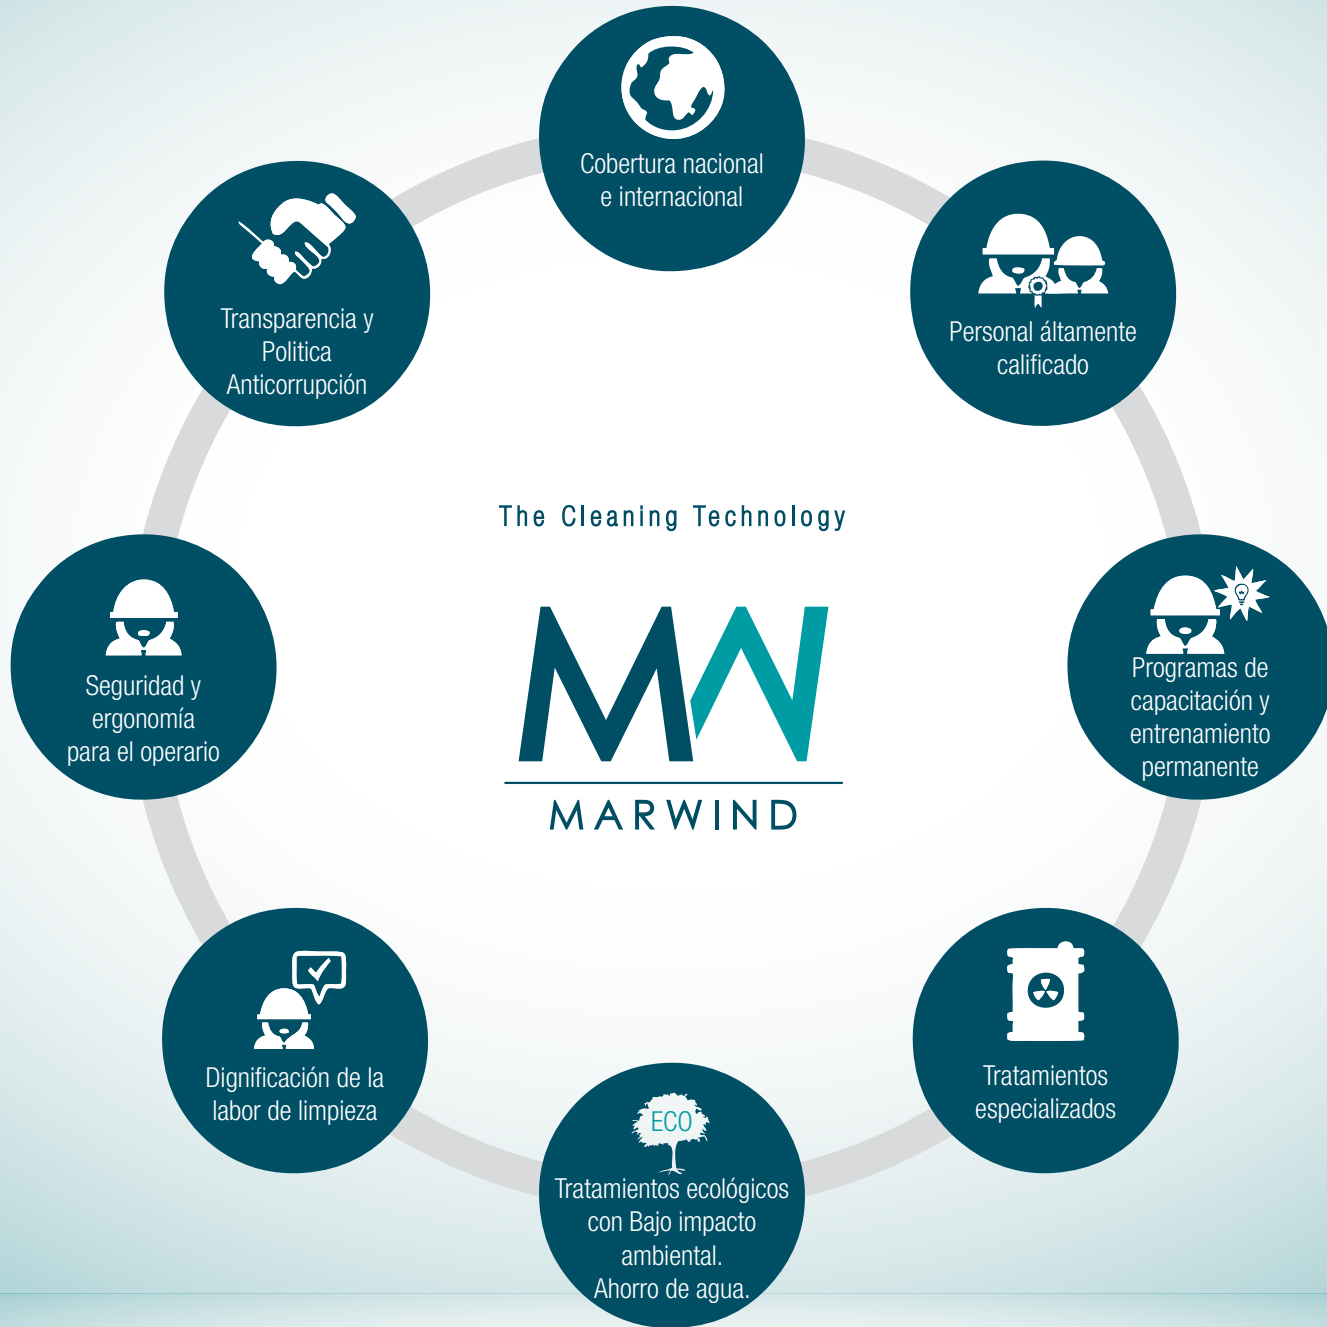 Cobertura nacional
e internacional
Personal áltamente
calificado
Programas de
capacitación y
entrenamiento
permanente
Tratamientos
especializados
ECO
Tratamientos ecológicos
con Bajo impacto
ambiental.
Ahorro de agua.
Dignificación de la
labor de limpieza
Seguridad y
ergonomía
para el operario
Transparencia y
Politica
Anticorrupción
The Cleaning Technology
MW
MARWIND